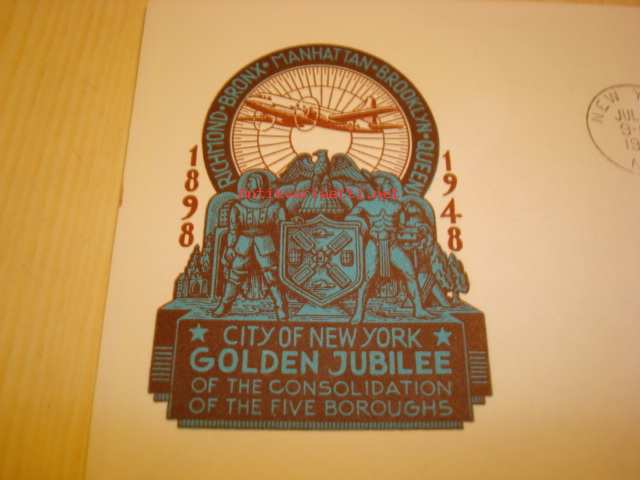 RICHMOND·BRONX·MANHATTAN·BROOKLYN·QUEENS
1898
1948
CITY OF NEW YORK
GOLDEN JUBILEE
OF THE CONSOLIDATION
OF THE FIVE BOROUGHS
NEW Y
JUL